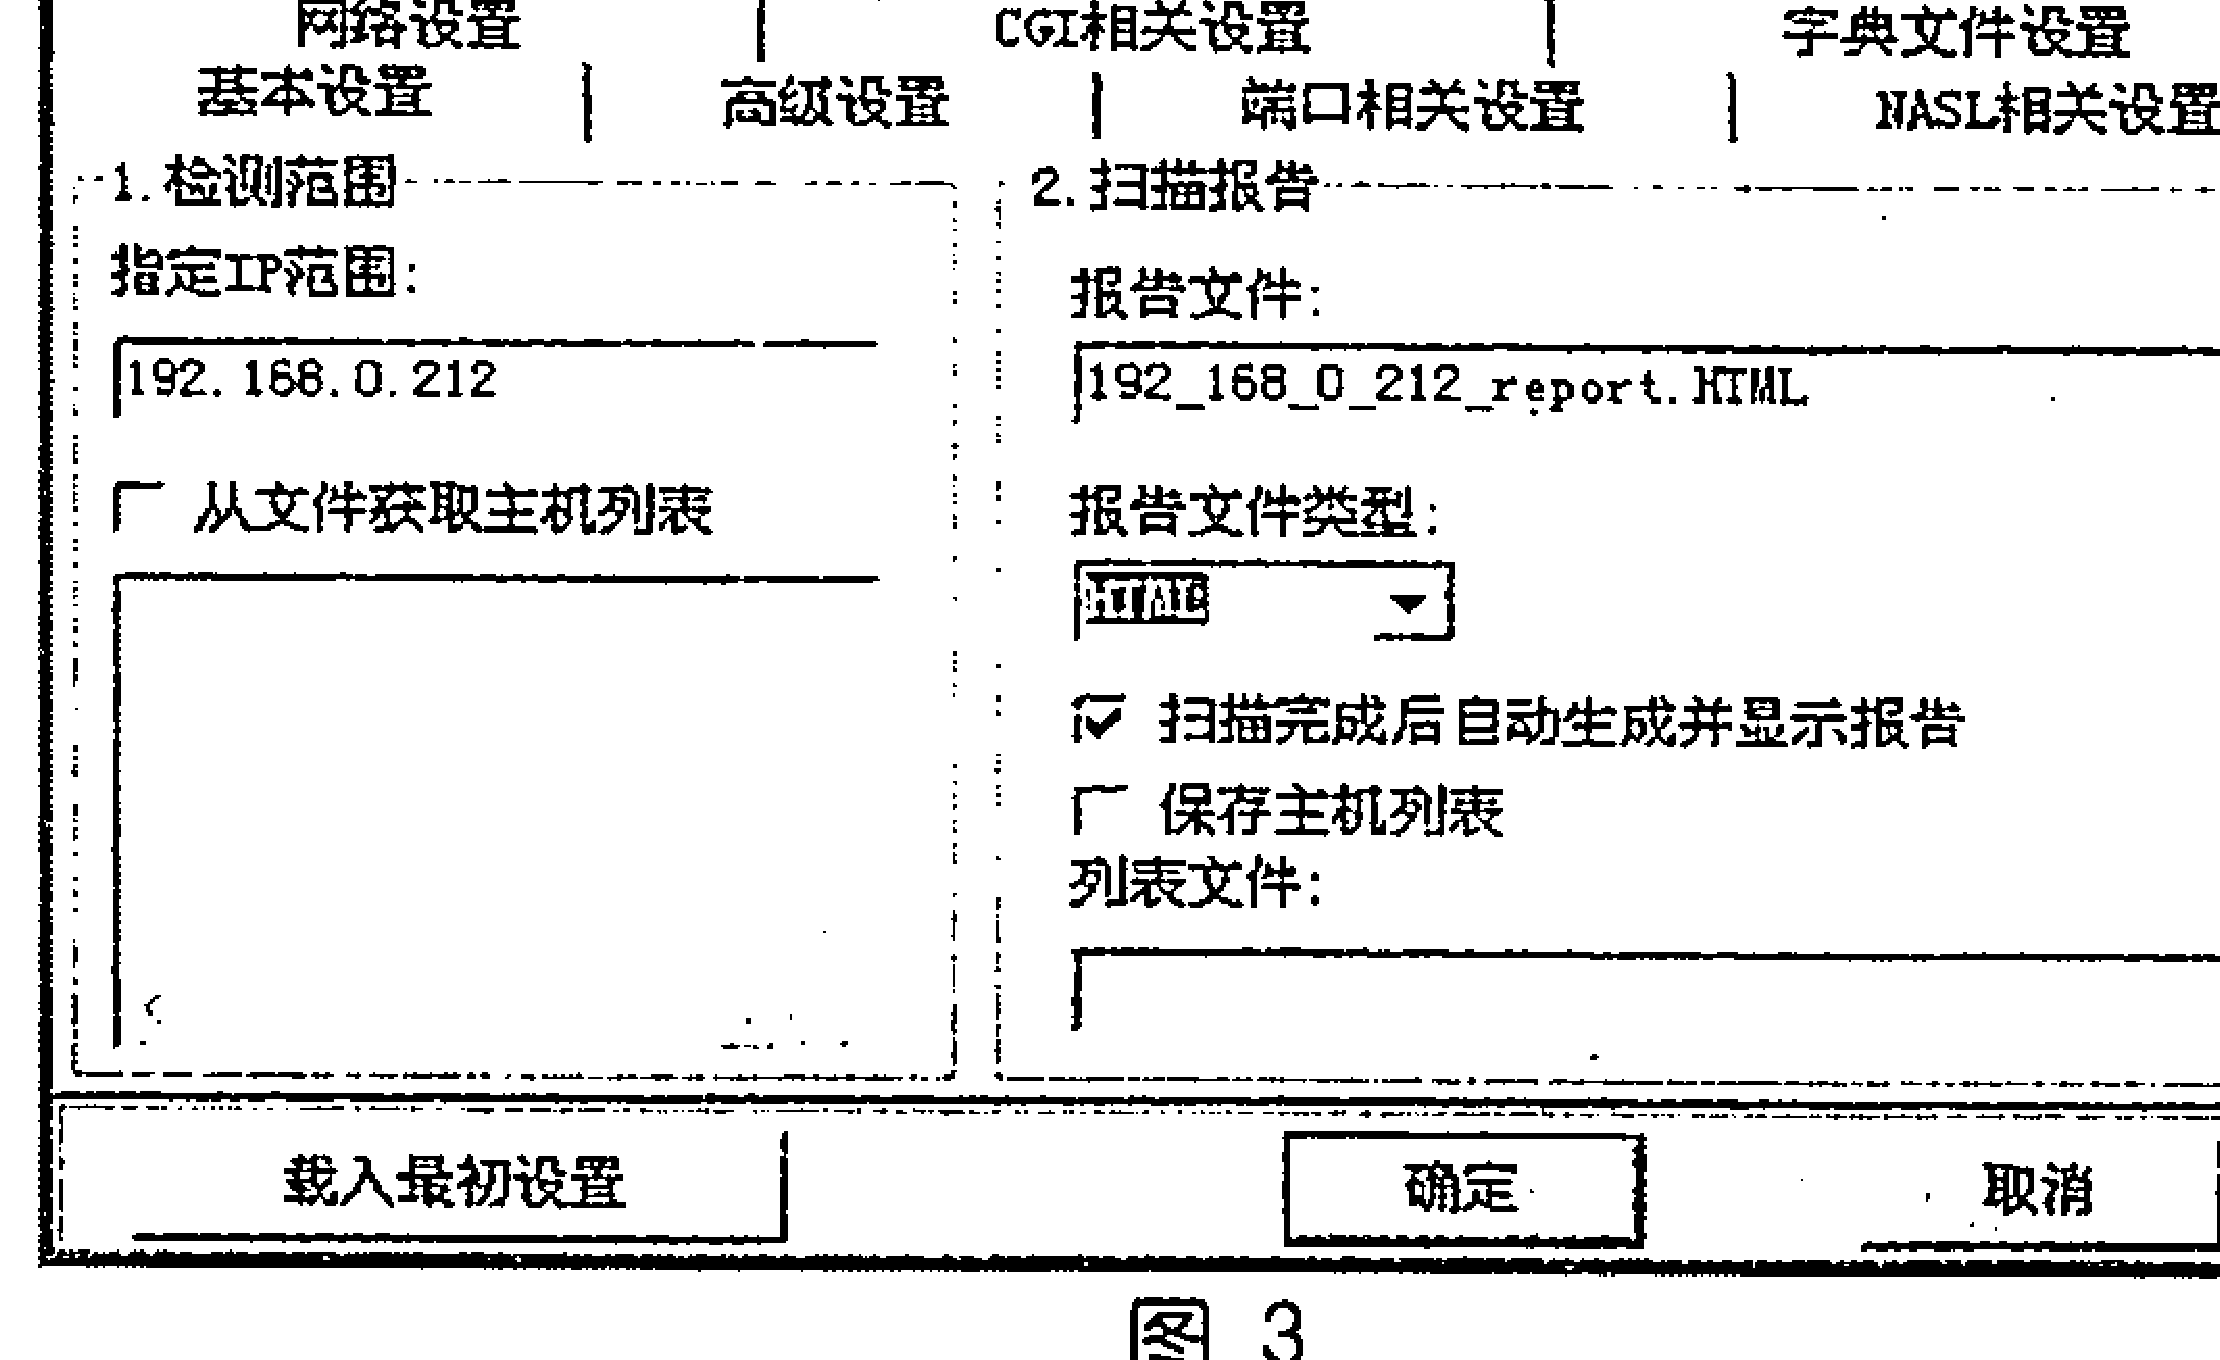 网络设置 CGI相关设置 字典文件设置
基本设置 高级设置 端口相关设置 NASL相关设置
1.检测范围
指定IP范围:
192.168.0.212
从文件获取主机列表
2.扫描报告
报告文件:
192_168_0_212_report.HTML
报告文件类型:
HTML
扫描完成后自动生成并显示报告
保存主机列表
列表文件:
载入最初设置 确定 取消
图 3